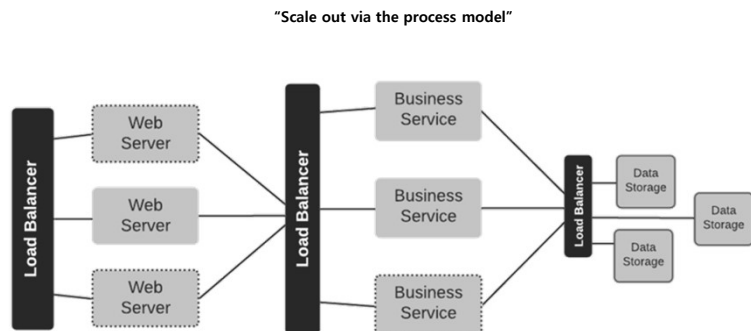 “Scale out via the process model”
Load Balancer
Web
Server
Web
Server
Web
Server
Load Balancer
Business
Service
Business
Service
Business
Service
Load Balancer
Data
Storage
Data
Storage
Data
Storage